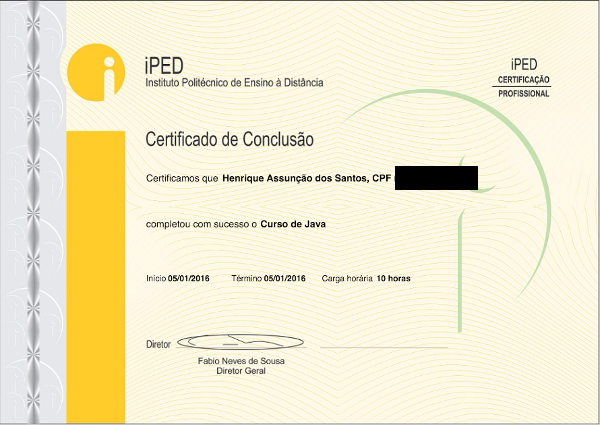 iPED
Instituto Politécnico de Ensino à Distância
iPED
CERTIFICAÇÃO
PROFISSIONAL
Certificado de Conclusão
Certificamos que Henrique Assunção dos Santos, CPF
completou com sucesso o Curso de Java
Início 05/01/2016 Término 05/01/2016 Carga horária 10 horas
Diretor
Fabio Neves de Sousa
Diretor Geral